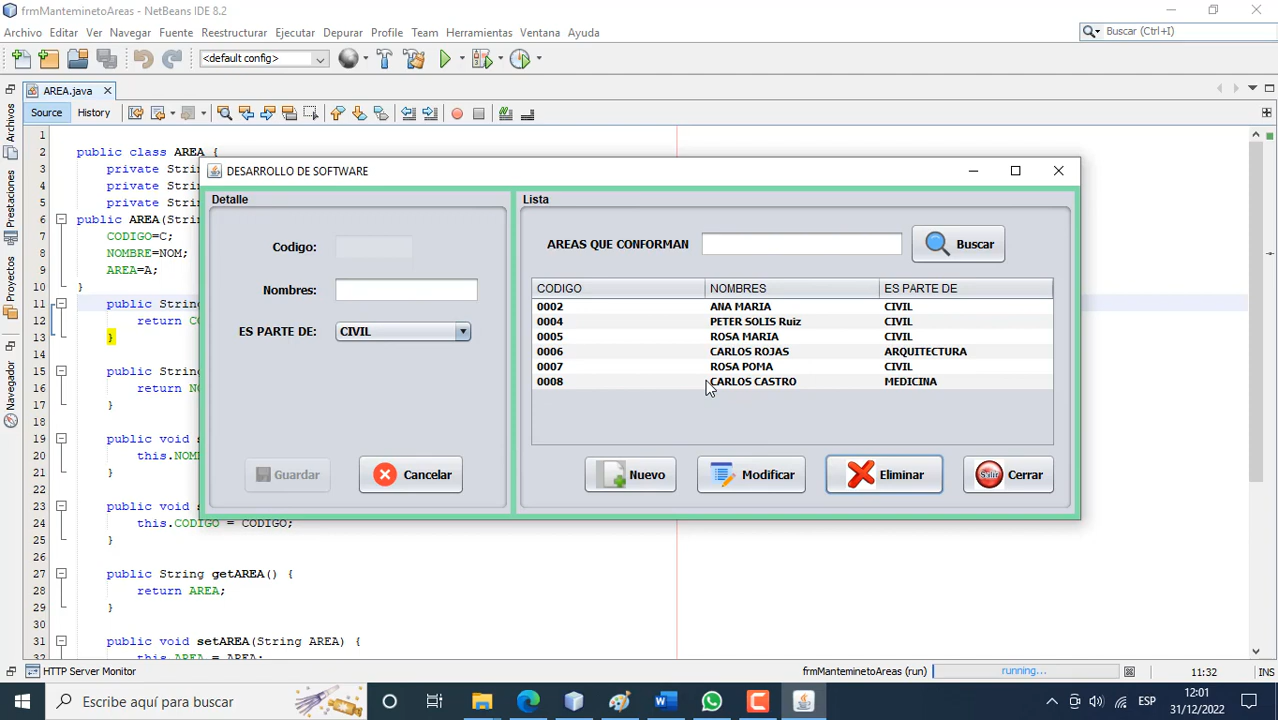 frmManteminetoAreas - NetBeans IDE 8.2
Archivo Editar Ver Navegar Fuente Reestructurar Ejecutar Depurar Profile Team Herramientas Ventana Ayuda
Buscar (Ctrl+I)
<default config>
AREA.java
Source History
Archivos
Prestaciones
Proyectos
Navegador
1
2 public class AREA {
3 private Stri
4 private Stri
5 private Stri
6 public AREA(Stri
7 CODIGO=C;
8 NOMBRE=NOM;
9 AREA=A;
10 }
11 public String
12 return CO
13 }
14
15 public String
16 return NO
17 }
18
19 public void s
20 this.NOM
21 }
22
23 public void s
24 this.CODIGO = CODIGO;
25 }
26
27 public String getAREA() {
28 return AREA;
29 }
30
31 public void setAREA(String AREA) {
this.AREA = AREA;
DESARROLLO DE SOFTWARE
Detalle
Codigo:
Nombres:
ES PARTE DE: CIVIL
Guardar Cancelar
Lista
AREAS QUE CONFORMAN Buscar
CODIGO NOMBRES ES PARTE DE
0002 ANA MARIA CIVIL
0004 PETER SOLIS Ruiz CIVIL
0005 ROSA MARIA CIVIL
0006 CARLOS ROJAS ARQUITECTURA
0007 ROSA POMA CIVIL
0008 CARLOS CASTRO MEDICINA
Nuevo Modificar Eliminar Salir Cerrar
HTTP Server Monitor
frmManteminetoAreas (run) running... 11:32 INS
Escribe aquí para buscar
ESP
12:01
31/12/2022